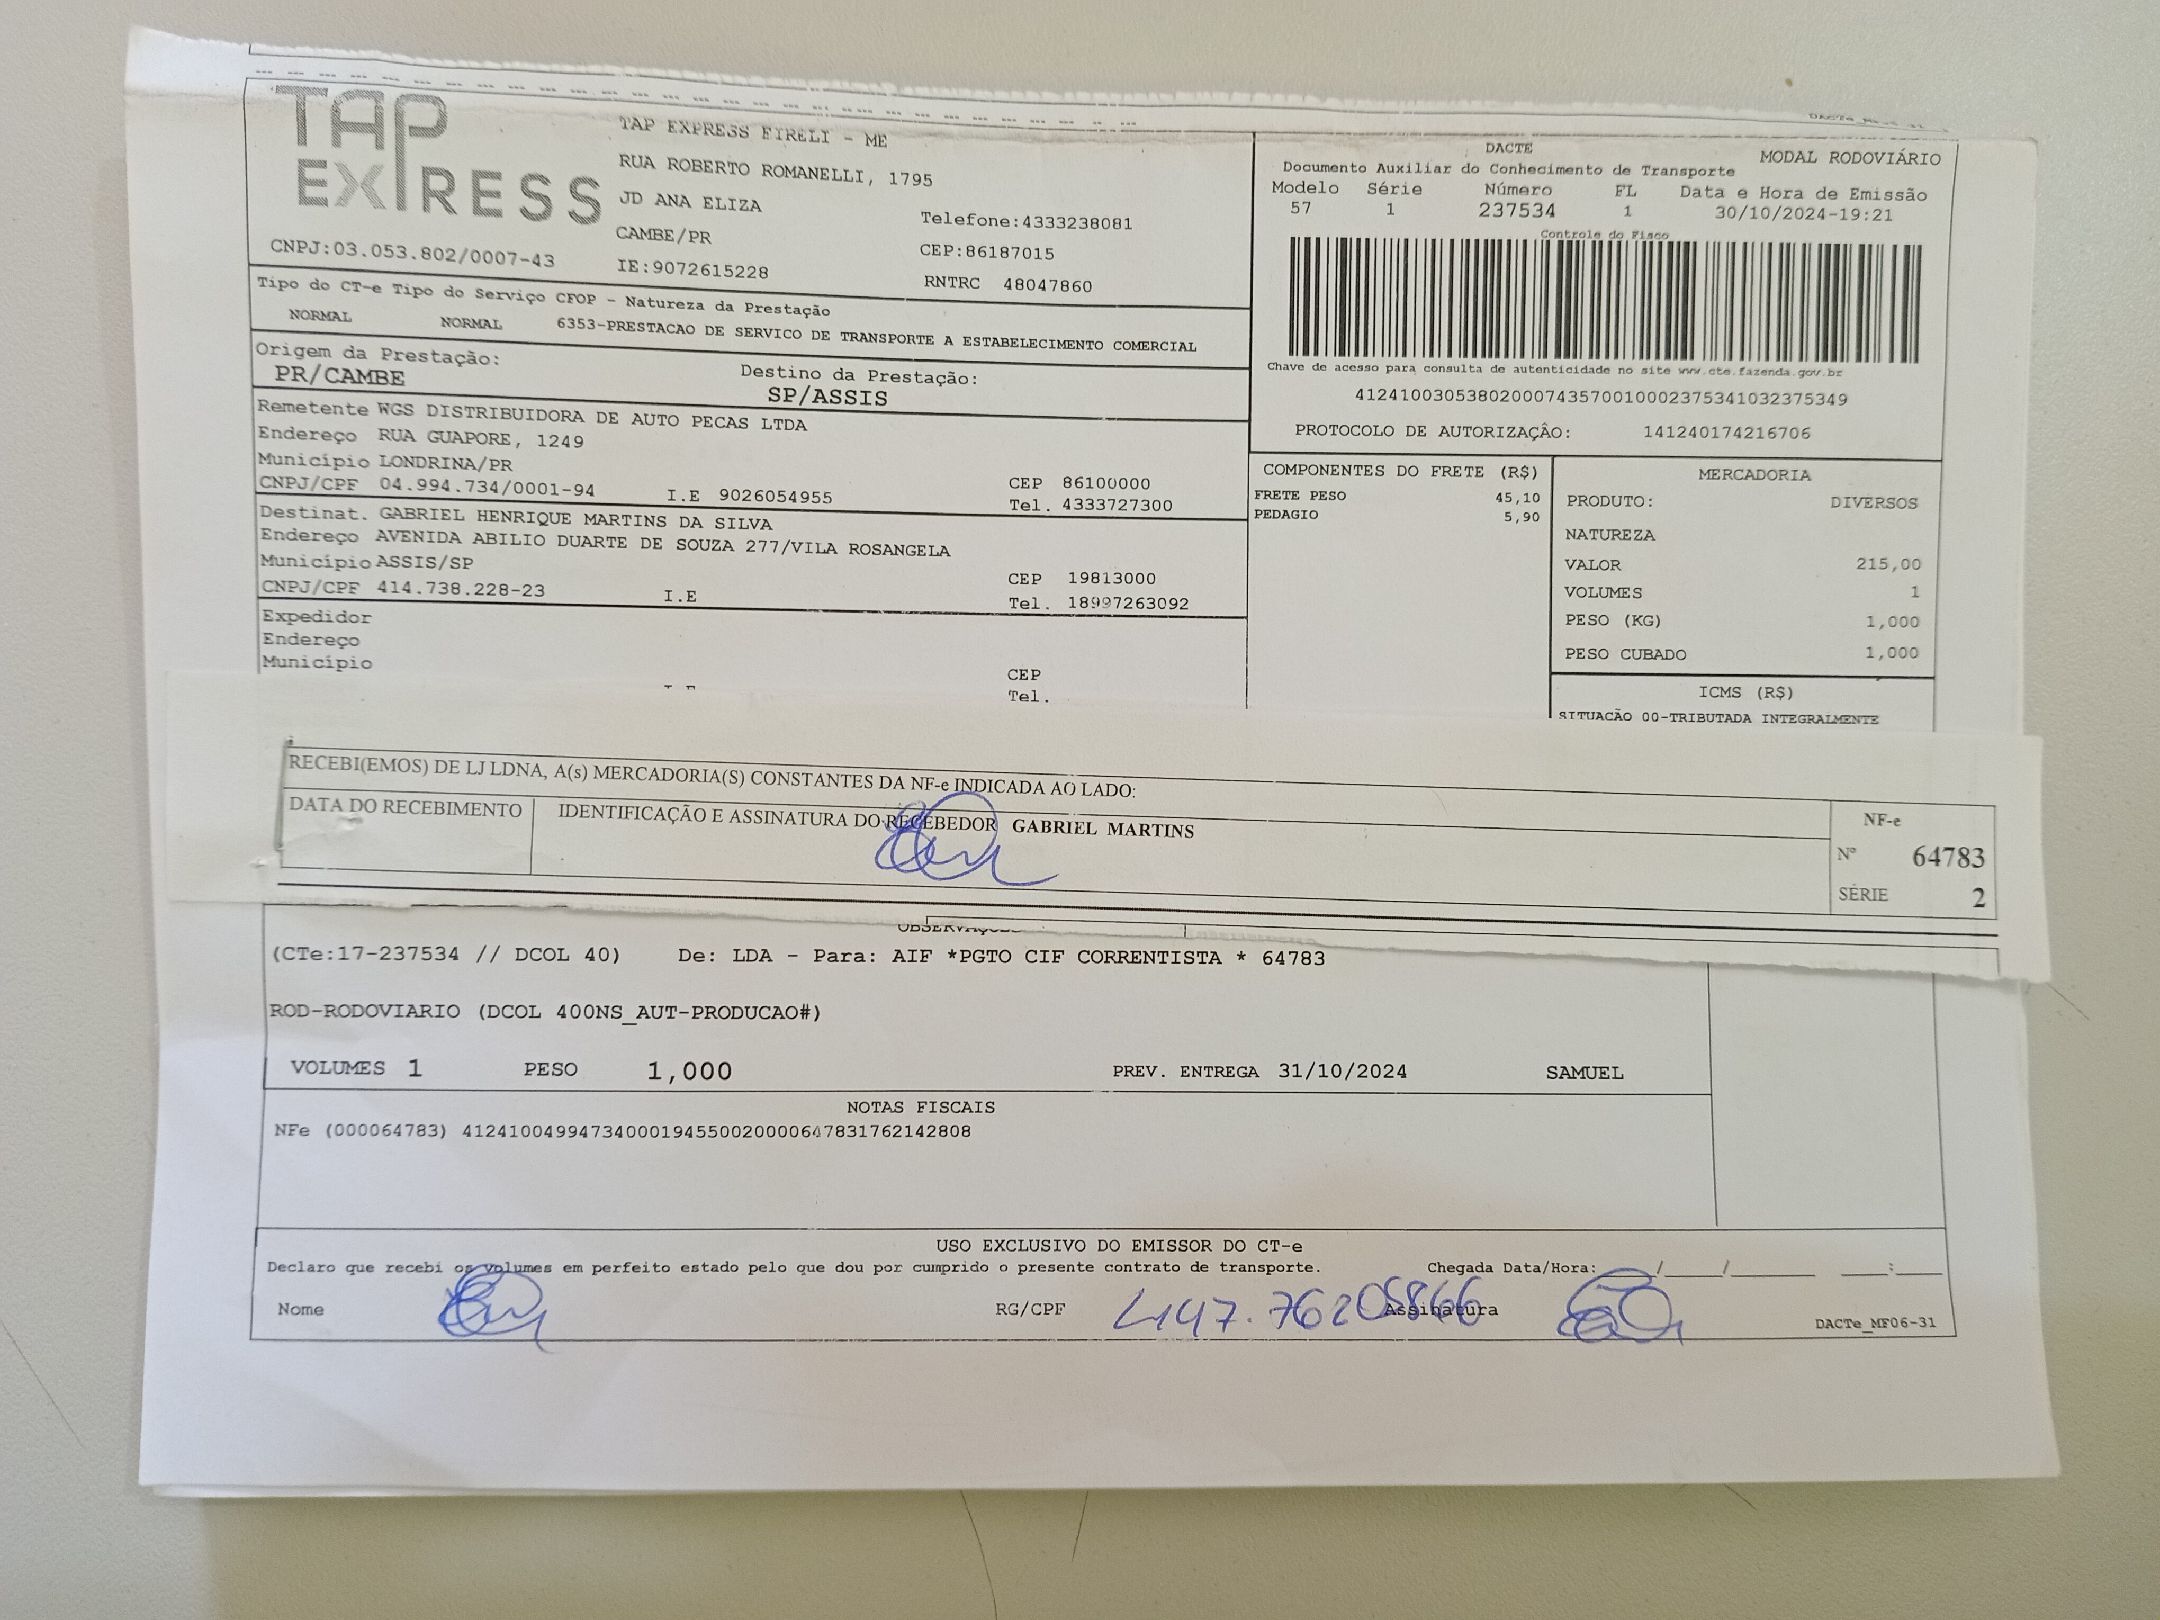 TAP EXPRESS
TAP EXPRESS EIRELI - ME
RUA ROBERTO ROMANELLI, 1795
JD ANA ELIZA
CAMBE/PR
Telefone:4333238081
CEP:86187015
CNPJ:03.053.802/0007-43
IE:9072615228
RNTRC 48047860
DACTE
MODAL RODOVIÁRIO
Documento Auxiliar do Conhecimento de Transporte
Modelo Série Número FL Data e Hora de Emissão
57 1 237534 1 30/10/2024-19:21
Controle do Fisco
Chave de acesso para consulta de autenticidade no site www.cte.fazenda.gov.br
41241003053802000743570010002375341032375349
PROTOCOLO DE AUTORIZAÇÂO: 141240174216706
Tipo do CT-e Tipo do Serviço CFOP - Natureza da Prestação
NORMAL NORMAL 6353-PRESTACAO DE SERVICO DE TRANSPORTE A ESTABELECIMENTO COMERCIAL
Origem da Prestação: Destino da Prestação:
PR/CAMBE SP/ASSIS
Remetente WGS DISTRIBUIDORA DE AUTO PECAS LTDA
Endereço RUA GUAPORE, 1249
Município LONDRINA/PR CEP 86100000
CNPJ/CPF 04.994.734/0001-94 I.E 9026054955 Tel. 4333727300
Destinat. GABRIEL HENRIQUE MARTINS DA SILVA
Endereço AVENIDA ABILIO DUARTE DE SOUZA 277/VILA ROSANGELA
Município ASSIS/SP CEP 19813000
CNPJ/CPF 414.738.228-23 I.E Tel. 18997263092
Expedidor
Endereço
Município CEP
Tel.
COMPONENTES DO FRETE (R$)
FRETE PESO 45,10
PEDAGIO 5,90
MERCADORIA
PRODUTO: DIVERSOS
NATUREZA
VALOR 215,00
VOLUMES 1
PESO (KG) 1,000
PESO CUBADO 1,000
ICMS (R$)
SITUACÃO 00-TRIBUTADA INTEGRALMENTE
RECEBI(EMOS) DE LJ LDNA, A(s) MERCADORIA(S) CONSTANTES DA NF-e INDICADA AO LADO:
DATA DO RECEBIMENTO IDENTIFICAÇÃO E ASSINATURA DO RECEBEDOR GABRIEL MARTINS
NF-e
Nº 64783
SÉRIE 2
OBSERVAÇOES
(CTe:17-237534 // DCOL 40) De: LDA - Para: AIF *PGTO CIF CORRENTISTA * 64783
ROD-RODOVIARIO (DCOL 400NS_AUT-PRODUCAO#)
VOLUMES 1 PESO 1,000 PREV. ENTREGA 31/10/2024 SAMUEL
NOTAS FISCAIS
NFe (000064783) 41241004994734000194550020000647831762142808
USO EXCLUSIVO DO EMISSOR DO CT-e
Declaro que recebi os volumes em perfeito estado pelo que dou por cumprido o presente contrato de transporte. Chegada Data/Hora: / / :
Nome RG/CPF Assinatura
DACTe_MF06-31